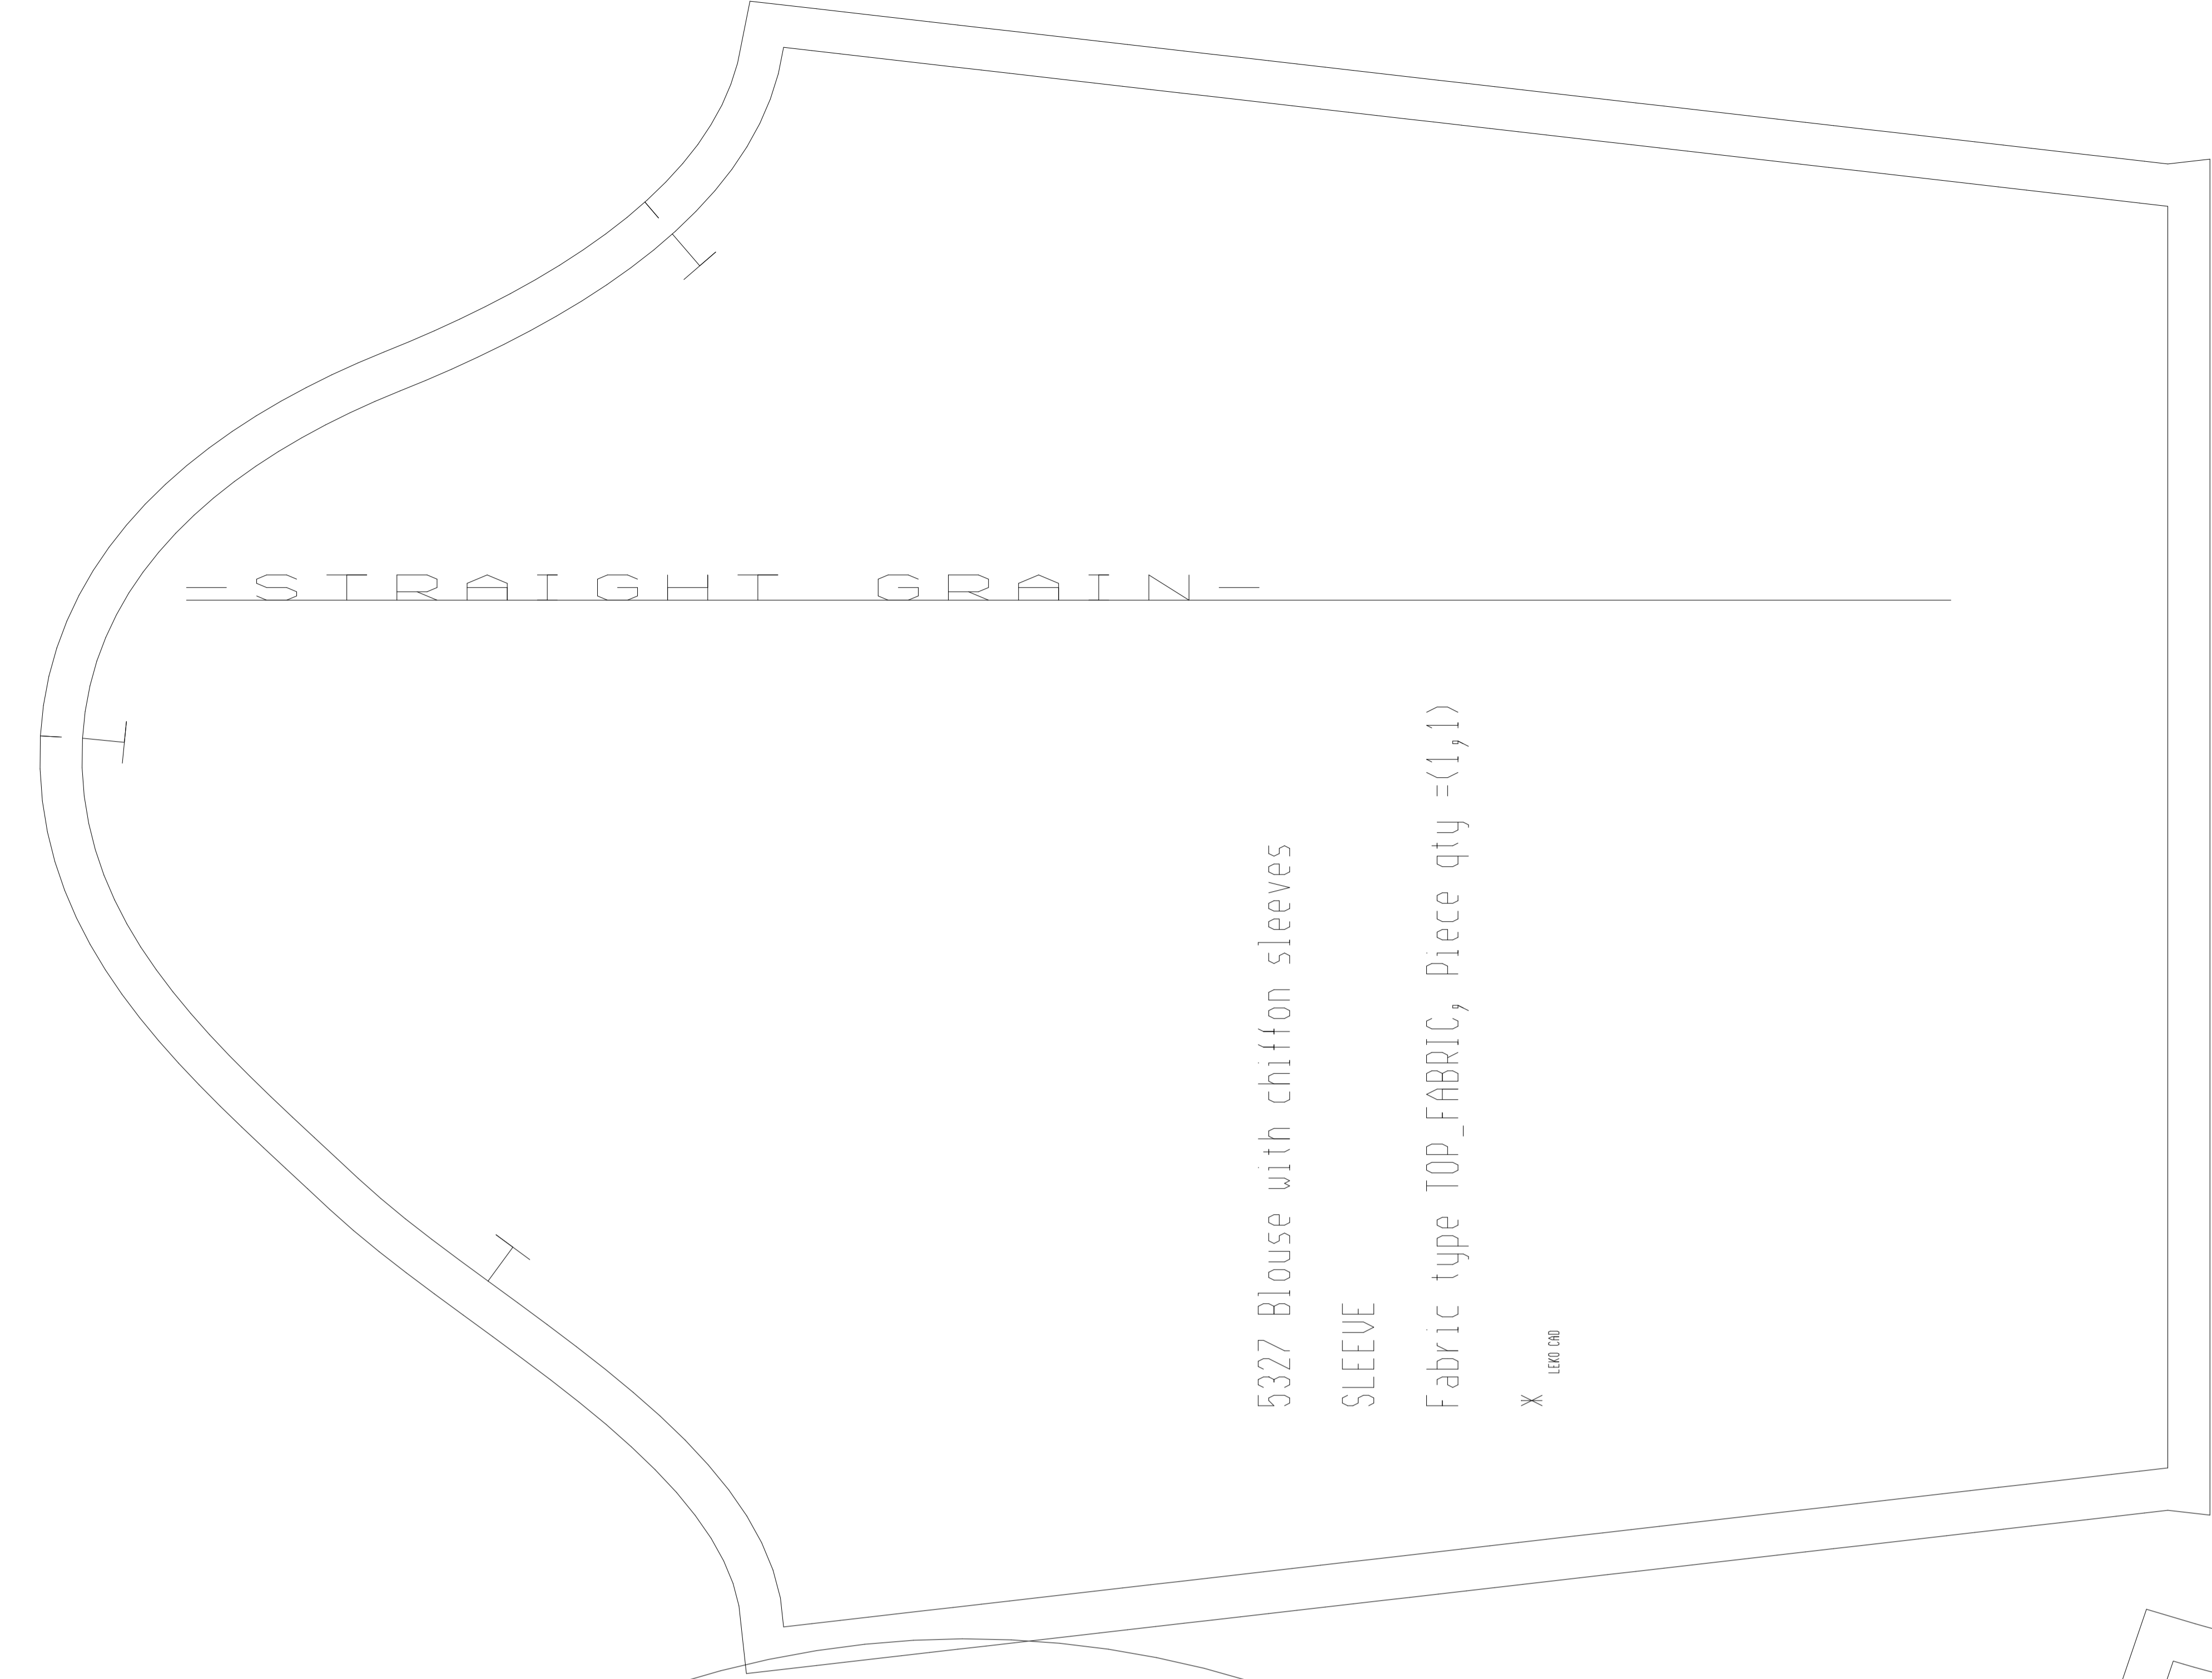 |STRAIGHT GRAIN|
5327 Blouse with chiffon sleeves
SLEEVE
Fabric type TOP_FABRIC, Piece qty =(1,1)
* LEKO CAD